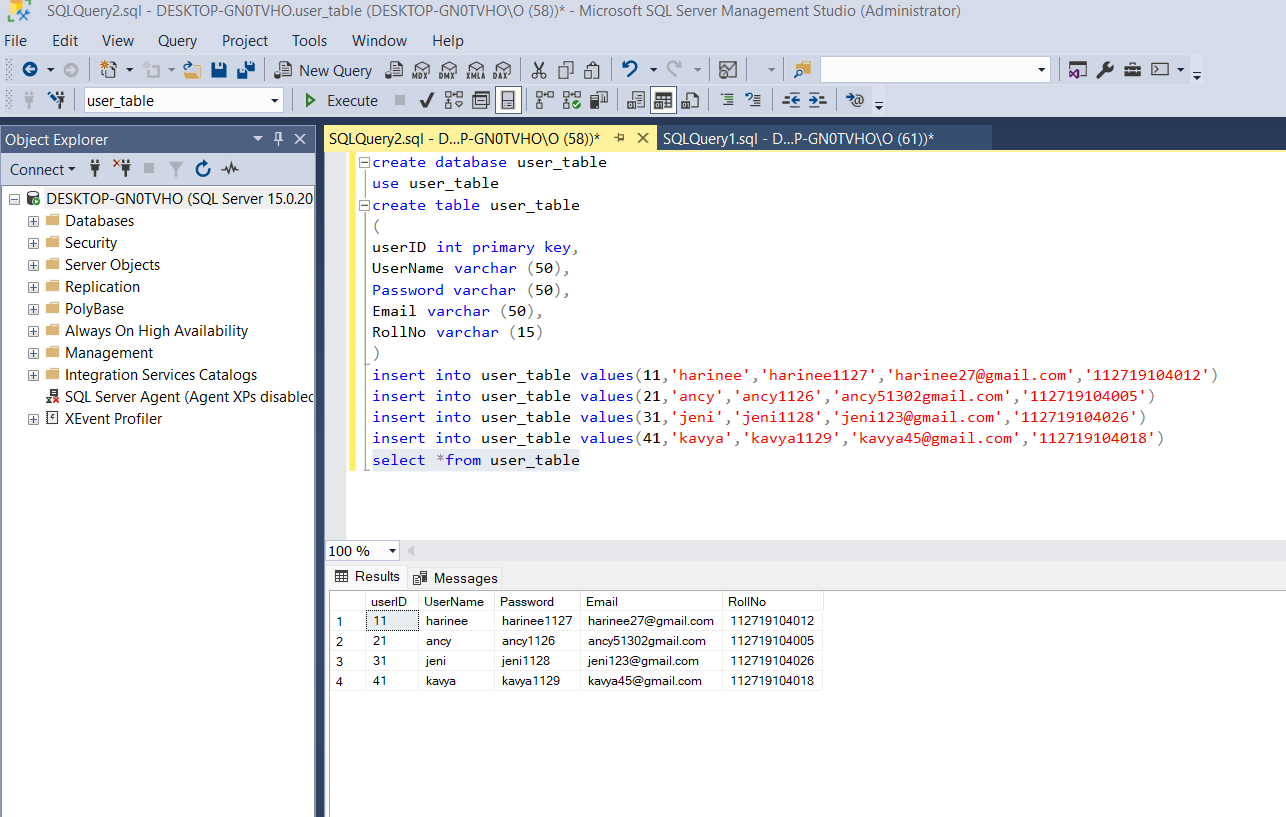 SQLQuery2.sql - DESKTOP-GN0TVHO.user_table (DESKTOP-GN0TVHO\O (58))* - Microsoft SQL Server Management Studio (Administrator)
File Edit View Query Project Tools Window Help
New Query MDX DMX XMLA DAX
user_table Execute
Object Explorer
Connect
DESKTOP-GN0TVHO (SQL Server 15.0.20
Databases
Security
Server Objects
Replication
PolyBase
Always On High Availability
Management
Integration Services Catalogs
SQL Server Agent (Agent XPs disabled
XEvent Profiler
SQLQuery2.sql - D...P-GN0TVHO\O (58))* SQLQuery1.sql - D...P-GN0TVHO\O (61))*
create database user_table
use user_table
create table user_table
(
userID int primary key,
UserName varchar (50),
Password varchar (50),
Email varchar (50),
RollNo varchar (15)
)
insert into user_table values(11,'harinee','harinee1127','harinee27@gmail.com','112719104012')
insert into user_table values(21,'ancy','ancy1126','ancy51302gmail.com','112719104005')
insert into user_table values(31,'jeni','jeni1128','jeni123@gmail.com','112719104026')
insert into user_table values(41,'kavya','kavya1129','kavya45@gmail.com','112719104018')
select *from user_table
100 %
Results Messages
userID UserName Password Email RollNo
1 11 harinee harinee1127 harinee27@gmail.com 112719104012
2 21 ancy ancy1126 ancy51302gmail.com 112719104005
3 31 jeni jeni1128 jeni123@gmail.com 112719104026
4 41 kavya kavya1129 kavya45@gmail.com 112719104018